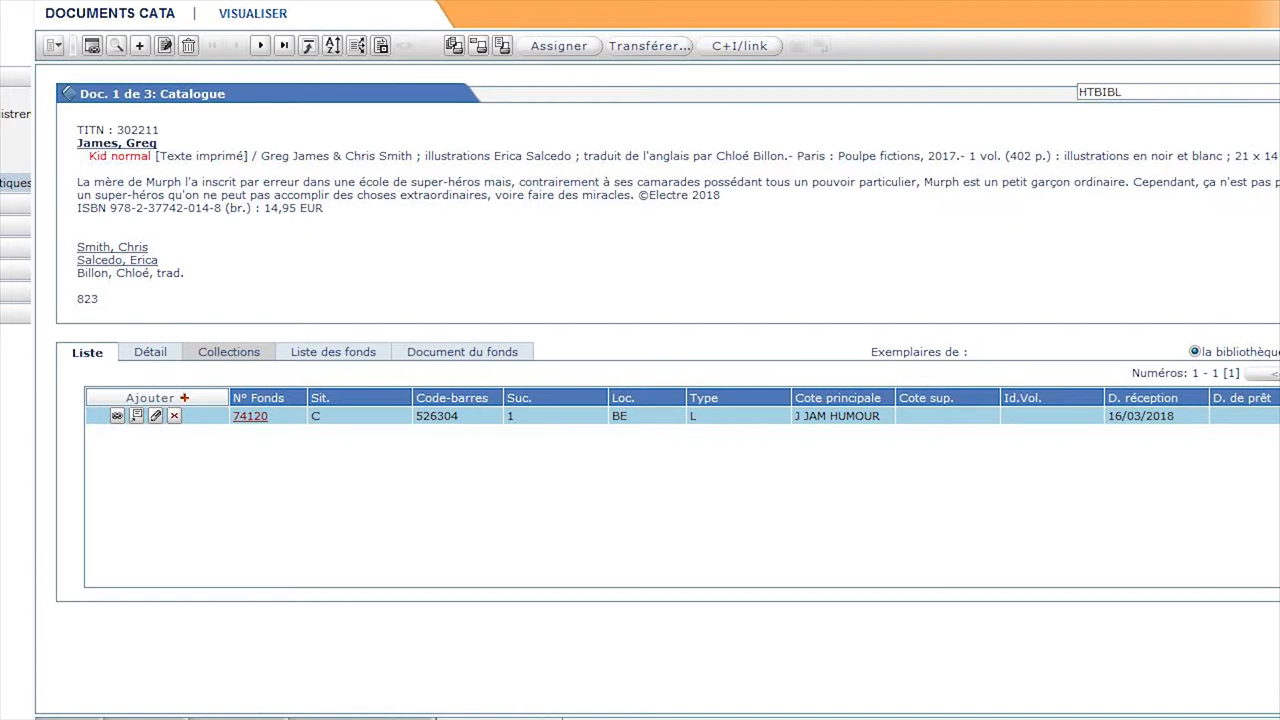 DOCUMENTS CATA | VISUALISER
Assigner Transférer... C+I/link
istrer
tiques
Doc. 1 de 3: Catalogue HTBIBL
TITN : 302211
James, Greg
Kid normal [Texte imprimé] / Greg James & Chris Smith ; illustrations Erica Salcedo ; traduit de l'anglais par Chloé Billon.- Paris : Poulpe fictions, 2017.- 1 vol. (402 p.) : illustrations en noir et blanc ; 21 x 14
La mère de Murph l'a inscrit par erreur dans une école de super-héros mais, contrairement à ses camarades possédant tous un pouvoir particulier, Murph est un petit garçon ordinaire. Cependant, ça n'est pas p
un super-héros qu'on ne peut pas accomplir des choses extraordinaires, voire faire des miracles. ©Electre 2018
ISBN 978-2-37742-014-8 (br.) : 14,95 EUR
Smith, Chris
Salcedo, Erica
Billon, Chloé, trad.
823
Liste Détail Collections Liste des fonds Document du fonds Exemplaires de : la bibliothèqu
Numéros: 1 - 1 [1]
Ajouter + N° Fonds Sit. Code-barres Suc. Loc. Type Cote principale Cote sup. Id.Vol. D. réception D. de prêt
74120 C 526304 1 BE L J JAM HUMOUR 16/03/2018